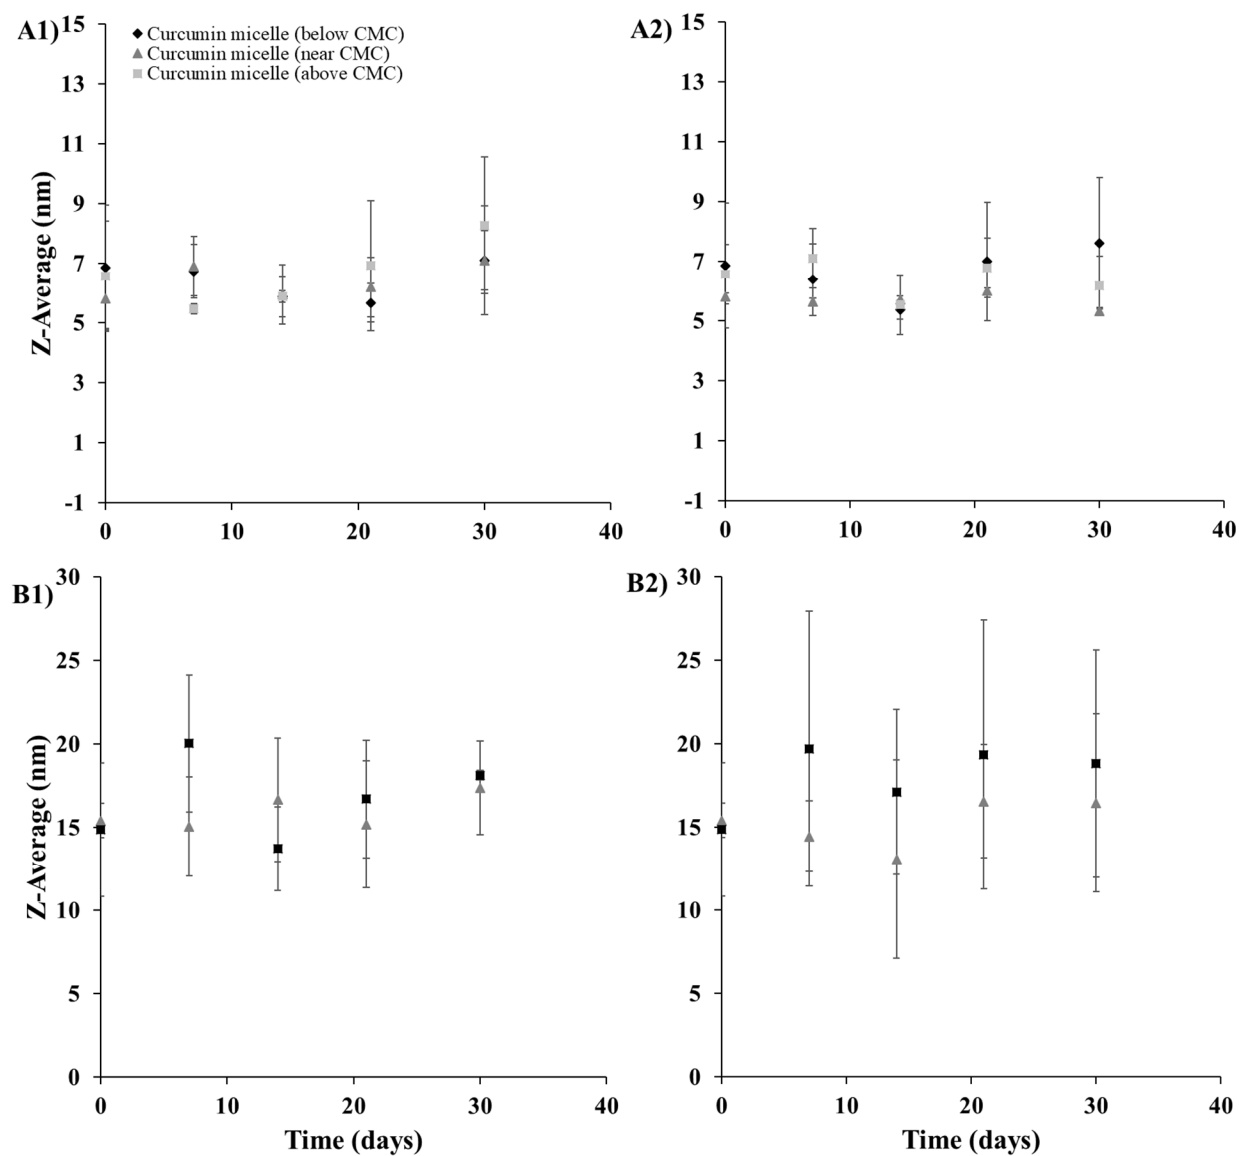 A1)
15
13
11
9
7
5
3
1
-1
Z-Average (nm)
Curcumin micelle (below CMC)
Curcumin micelle (near CMC)
Curcumin micelle (above CMC)
0 10 20 30 40
A2)
15
13
11
9
7
5
3
1
-1
0 10 20 30 40
B1)
30
25
20
15
10
5
0
Z-Average (nm)
0 10 20 30 40
Time (days)
B2)
30
25
20
15
10
5
0
0 10 20 30 40
Time (days)